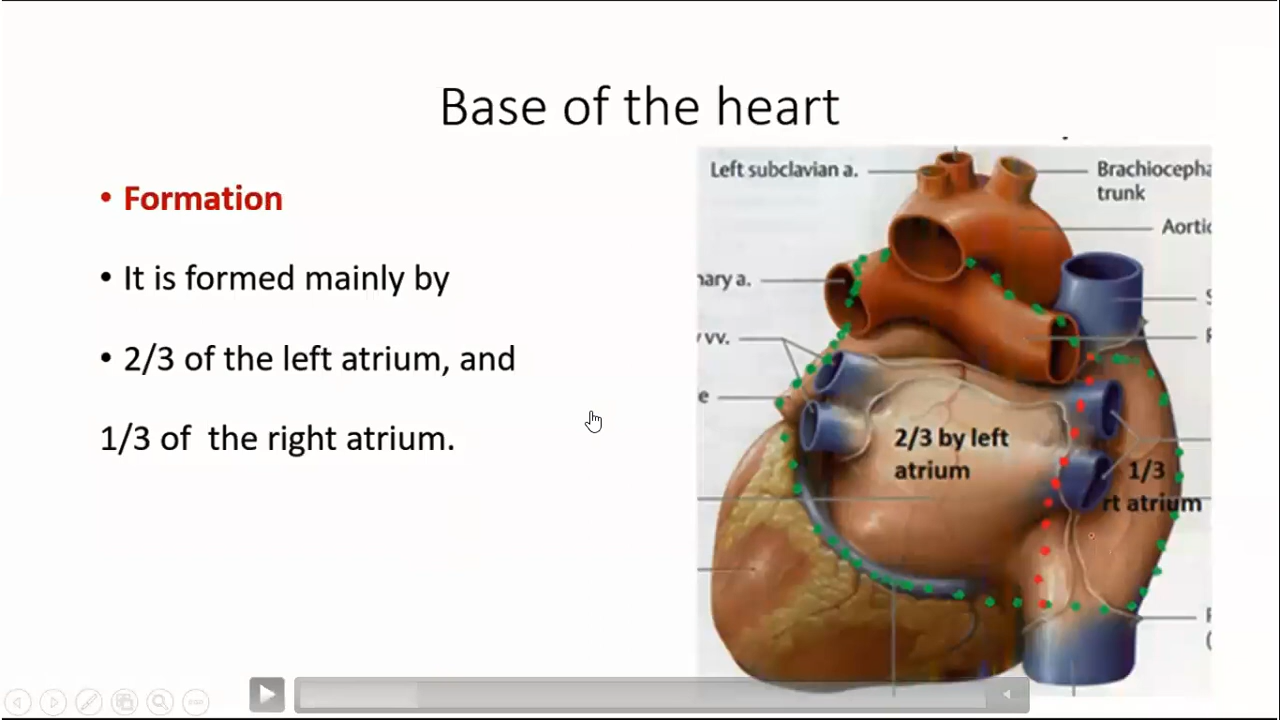 Base of the heart
• Formation
• It is formed mainly by
• 2/3 of the left atrium, and
1/3 of the right atrium.
Left subclavian a.
Brachiocepha
trunk
Aortic
nary a.
vv.
e
S
2/3 by left
atrium
1/3
rt atrium